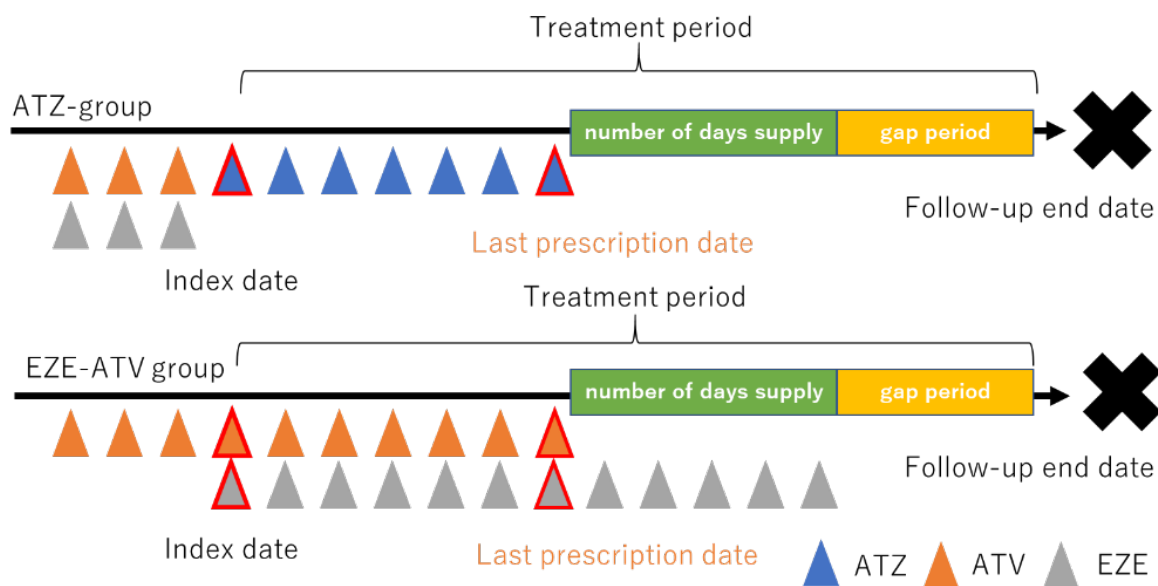 Treatment period
ATZ-group
number of days supply
gap period
Follow-up end date
Last prescription date
Index date
Treatment period
EZE-ATV group
number of days supply
gap period
Follow-up end date
Index date
Last prescription date
ATZ
ATV
EZE